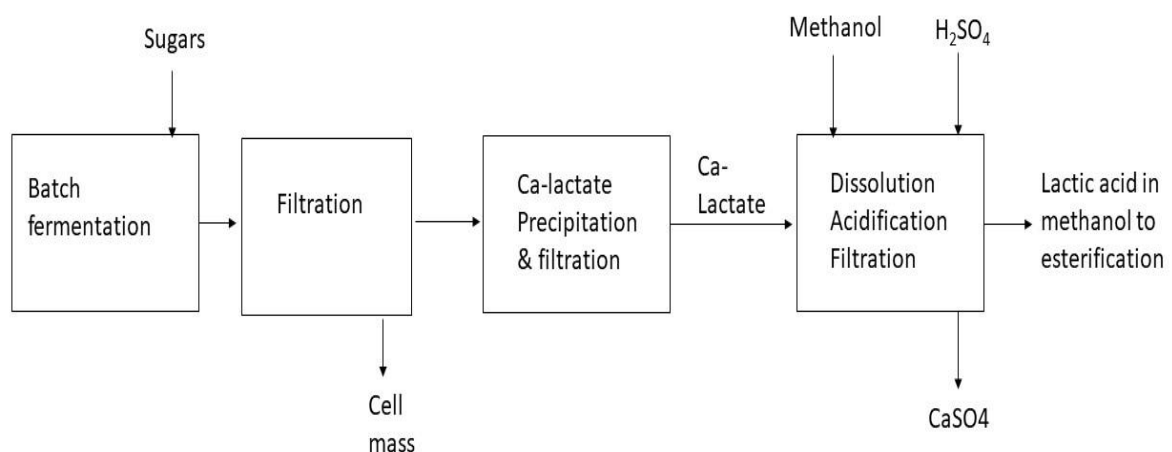 Sugars
Methanol
H₂SO₄
Batch
fermentation
Filtration
Ca-lactate
Precipitation
& filtration
Ca-
Lactate
Dissolution
Acidification
Filtration
Lactic acid in
methanol to
esterification
Cell
mass
CaSO4